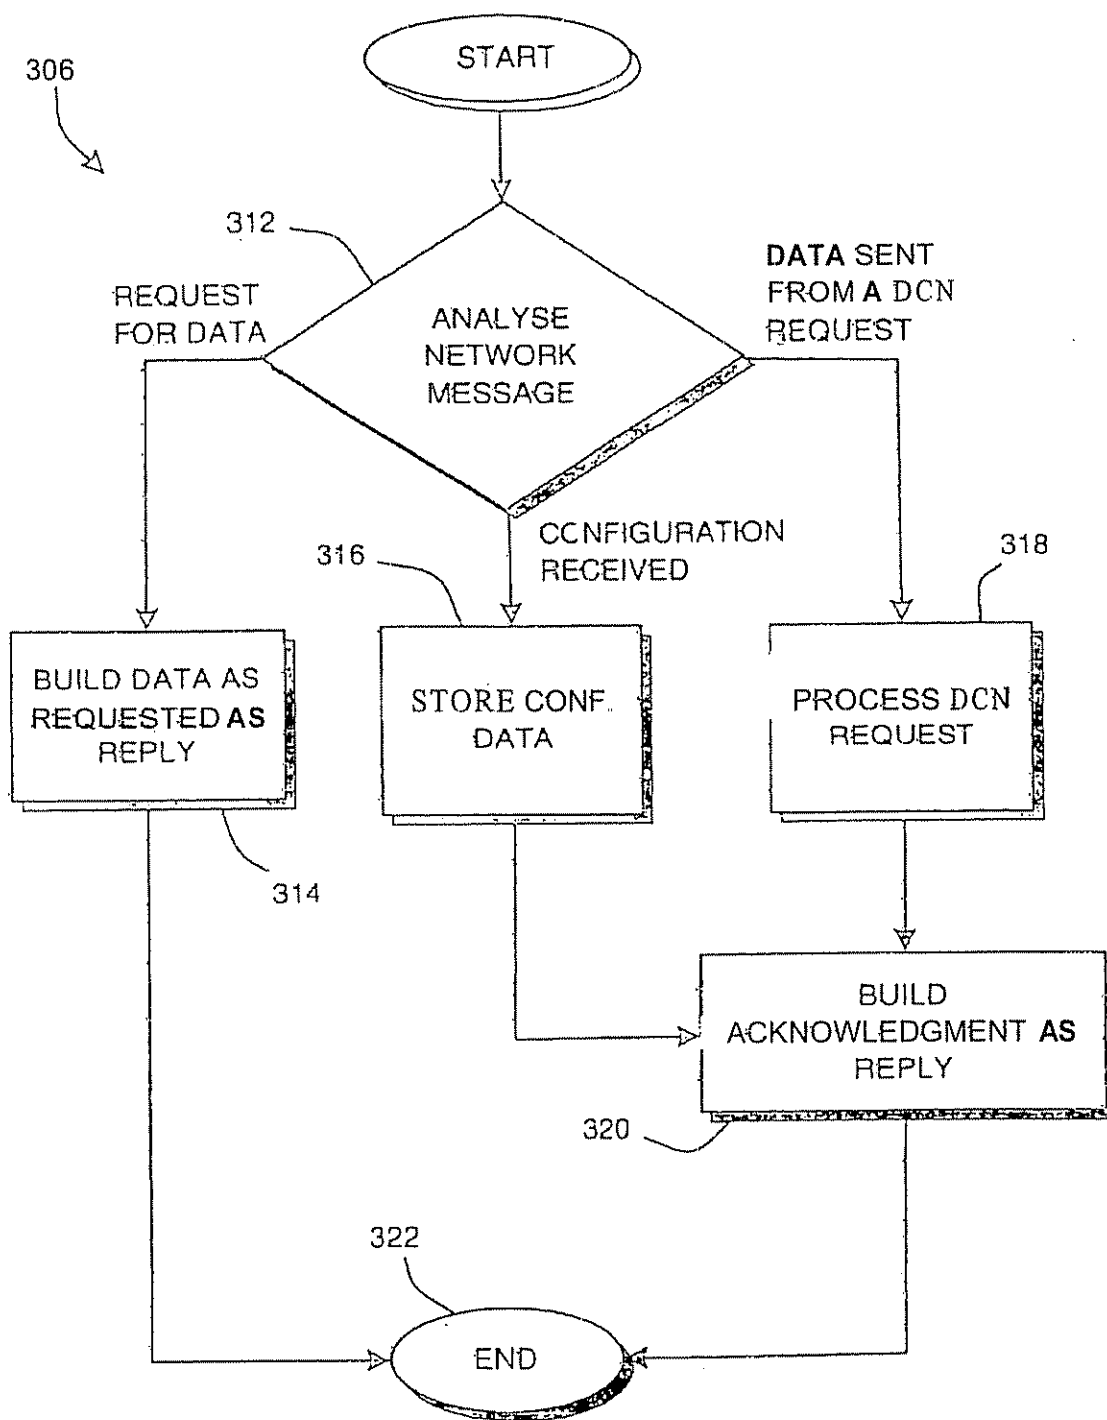 START
306
312
REQUEST
FOR DATA
ANALYSE
NETWORK
MESSAGE
DATA SENT
FROM A DCN
REQUEST
CCNFIGURATION
RECEIVED
316
318
BUILD DATA AS
REQUESTED AS
REPLY
STORE CONF.
DATA
PROCESS DCN
REQUEST
314
BUILD
ACKNOWLEDGMENT AS
REPLY
320
322
END